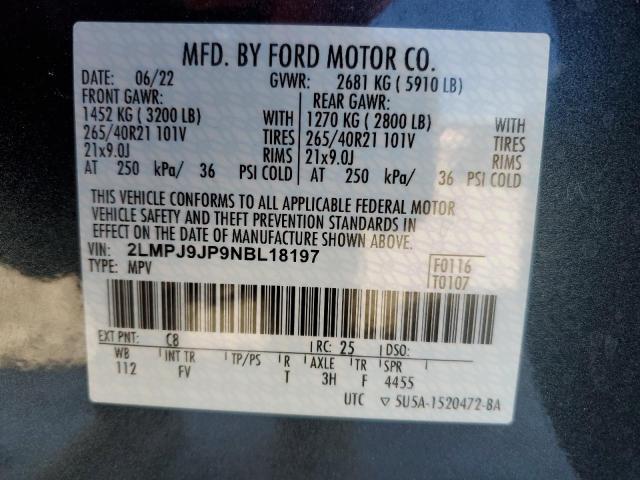 MFD. BY FORD MOTOR CO.
DATE: 06/22 GVWR: 2681 KG ( 5910 LB)
FRONT GAWR: REAR GAWR:
1452 KG ( 3200 LB) WITH 1270 KG ( 2800 LB) WITH
265/40R21 101V TIRES 265/40R21 101V TIRES
21x9.0J RIMS 21x9.0J RIMS
AT 250 kPa/ 36 PSI COLD AT 250 kPa/ 36 PSI COLD
THIS VEHICLE CONFORMS TO ALL APPLICABLE FEDERAL MOTOR
VEHICLE SAFETY AND THEFT PREVENTION STANDARDS IN
EFFECT ON THE DATE OF MANUFACTURE SHOWN ABOVE.
VIN: 2LMPJ9JP9NBL18197
TYPE: MPV
F0116
T0107
EXT PNT: C8 RC: 25 DSO:
WB INT TR TP/PS R AXLE TR SPR
112 FV T 3H F 4455
UTC ▽ 5U5A-1520472-BA